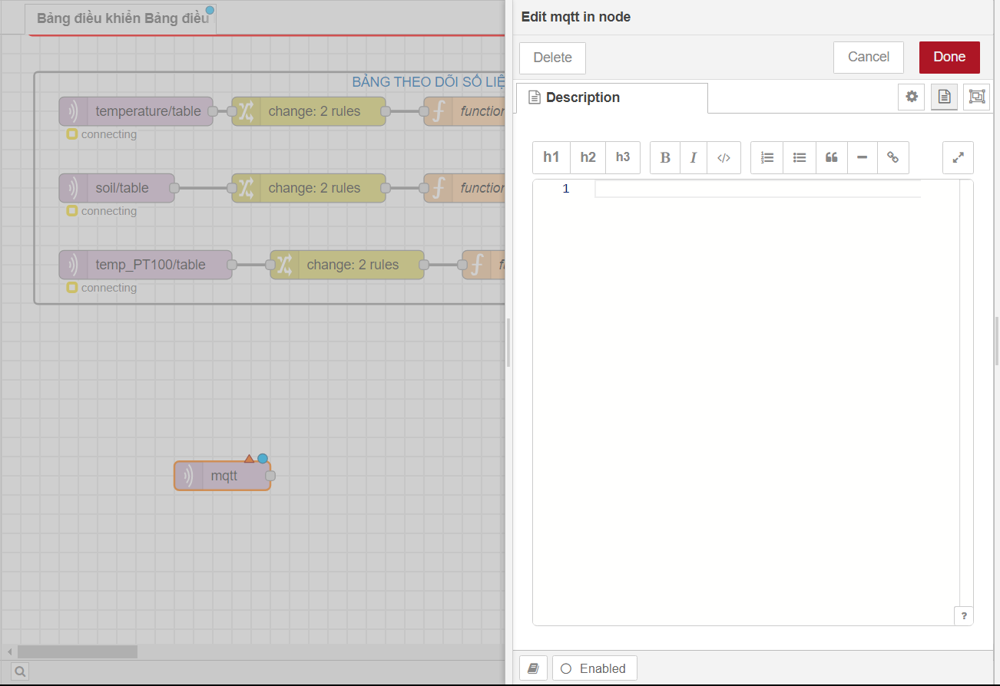 Bảng điều khiển Bảng điều
Edit mqtt in node
Delete
Cancel
Done
Description
BẢNG THEO DÕI SỐ LIỆ
temperature/table
change: 2 rules
function
connecting
h1
h2
h3
B
I
</>
soil/table
change: 2 rules
function
connecting
1
temp_PT100/table
change: 2 rules
f
connecting
mqtt
?
Enabled